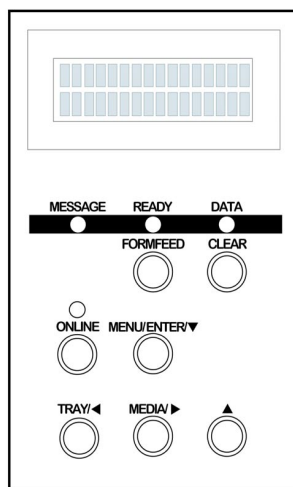 MESSAGE READY DATA
FORMFEED CLEAR
ONLINE MENU/ENTER/▼
TRAY/◀ MEDIA/ ▶ ▲